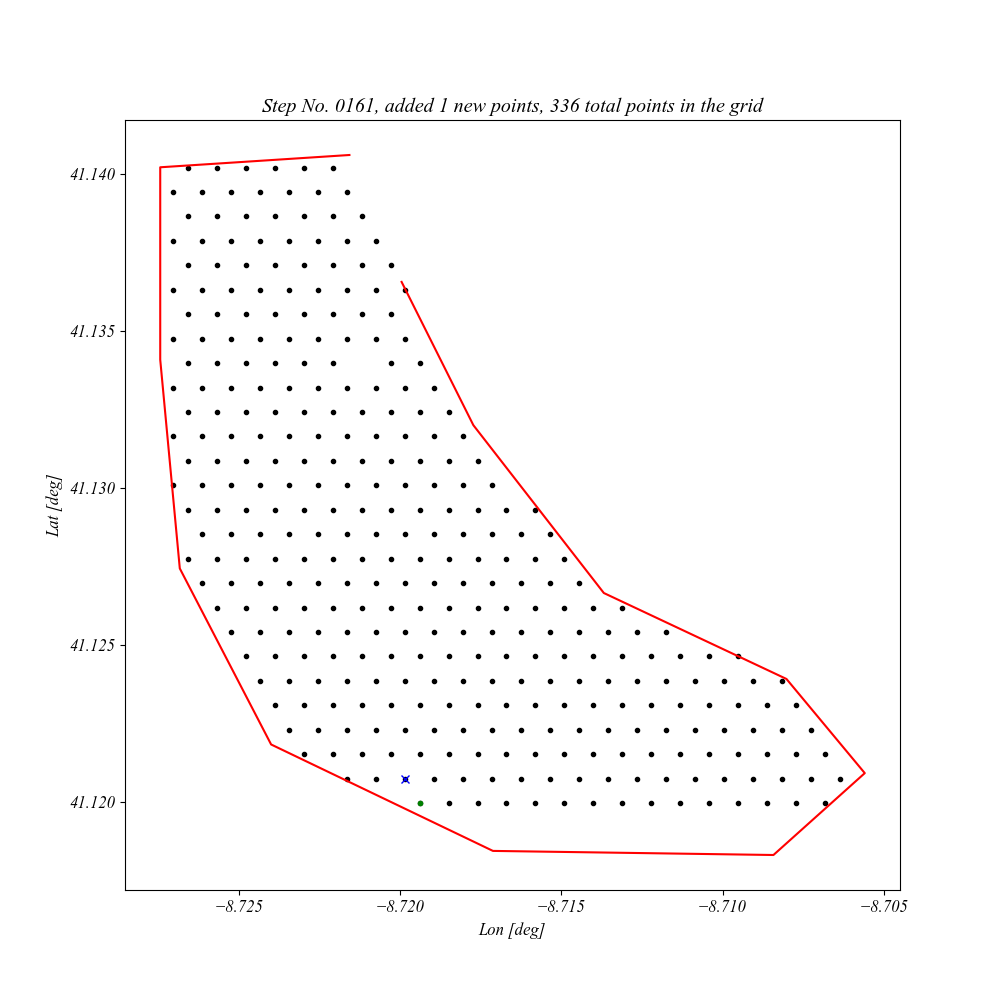 Step No. 0161, added 1 new points, 336 total points in the grid
41.140
41.135
41.130
41.125
41.120
Lat [deg]
−8.725 −8.720 −8.715 −8.710 −8.705
Lon [deg]